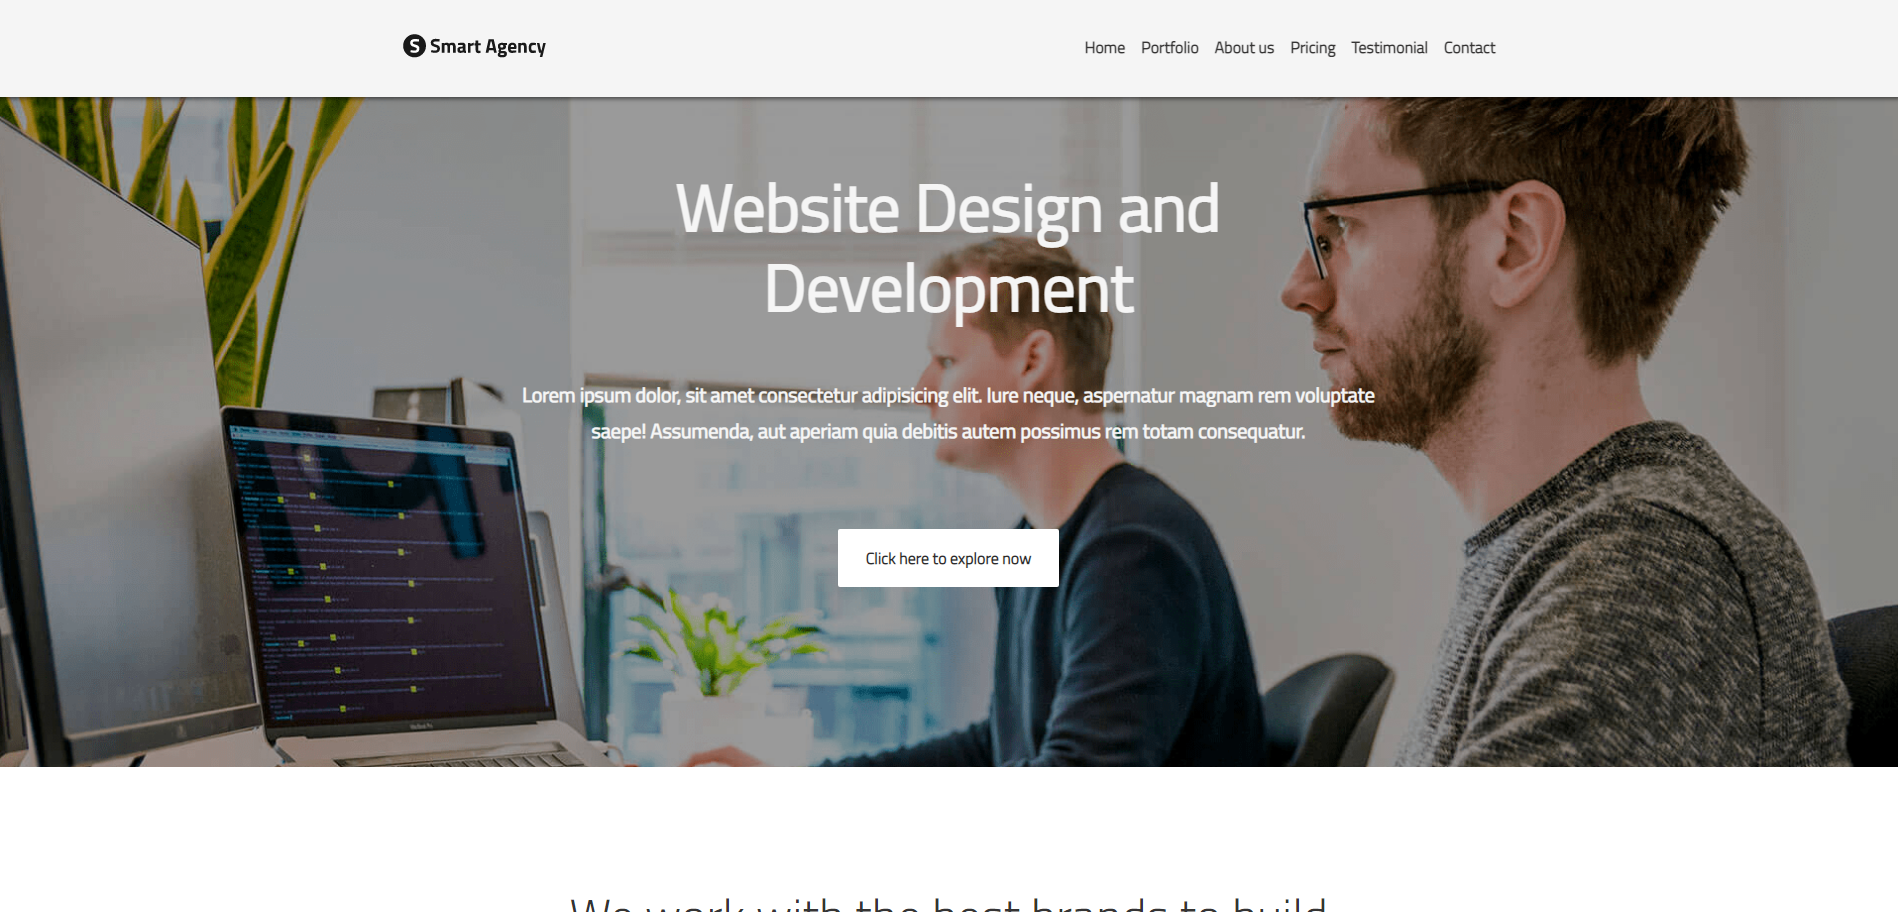 S Smart Agency
Home Portfolio About us Pricing Testimonial Contact
Website Design and
Development
Lorem ipsum dolor, sit amet consectetur adipisicing elit. Iure neque, aspernatur magnam rem voluptate
saepe! Assumenda, aut aperiam quia debitis autem possimus rem totam consequatur.
Click here to explore now
We work with the best brands to build